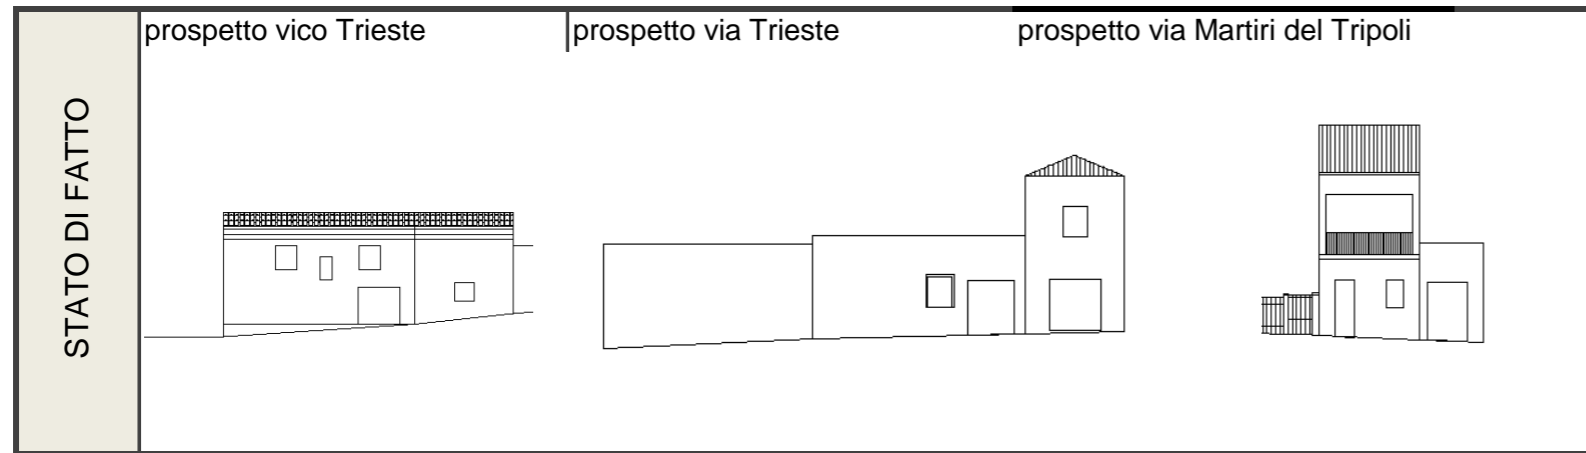 prospetto vico Trieste
prospetto via Trieste
prospetto via Martiri del Tripoli
STATO DI FATTO